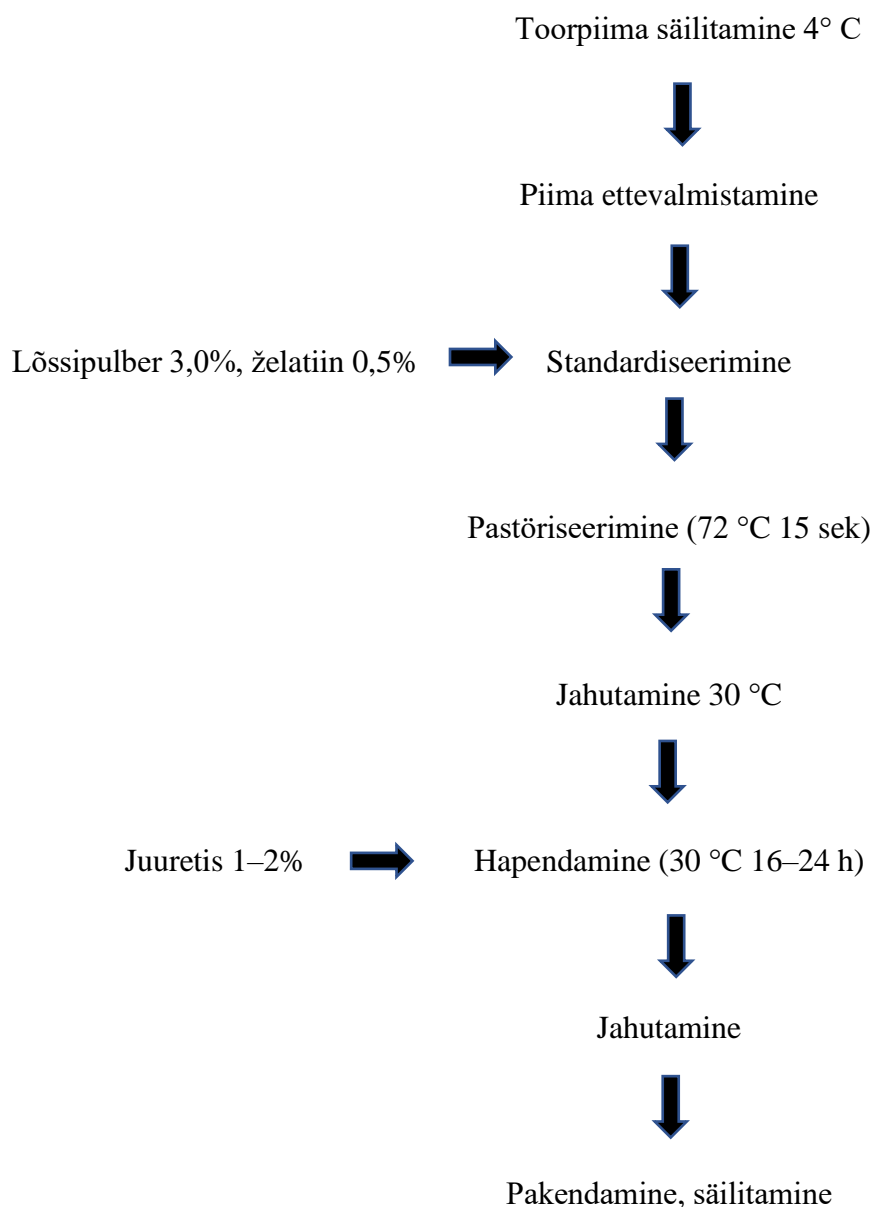 Toorpiima säilitamine 4° C
Piima ettevalmistamine
Lõssipulber 3,0%, želatiin 0,5%
Standardiseerimine
Pastöriseerimine (72 °C 15 sek)
Jahutamine 30 °C
Juuretis 1–2%
Hapendamine (30 °C 16–24 h)
Jahutamine
Pakendamine, säilitamine